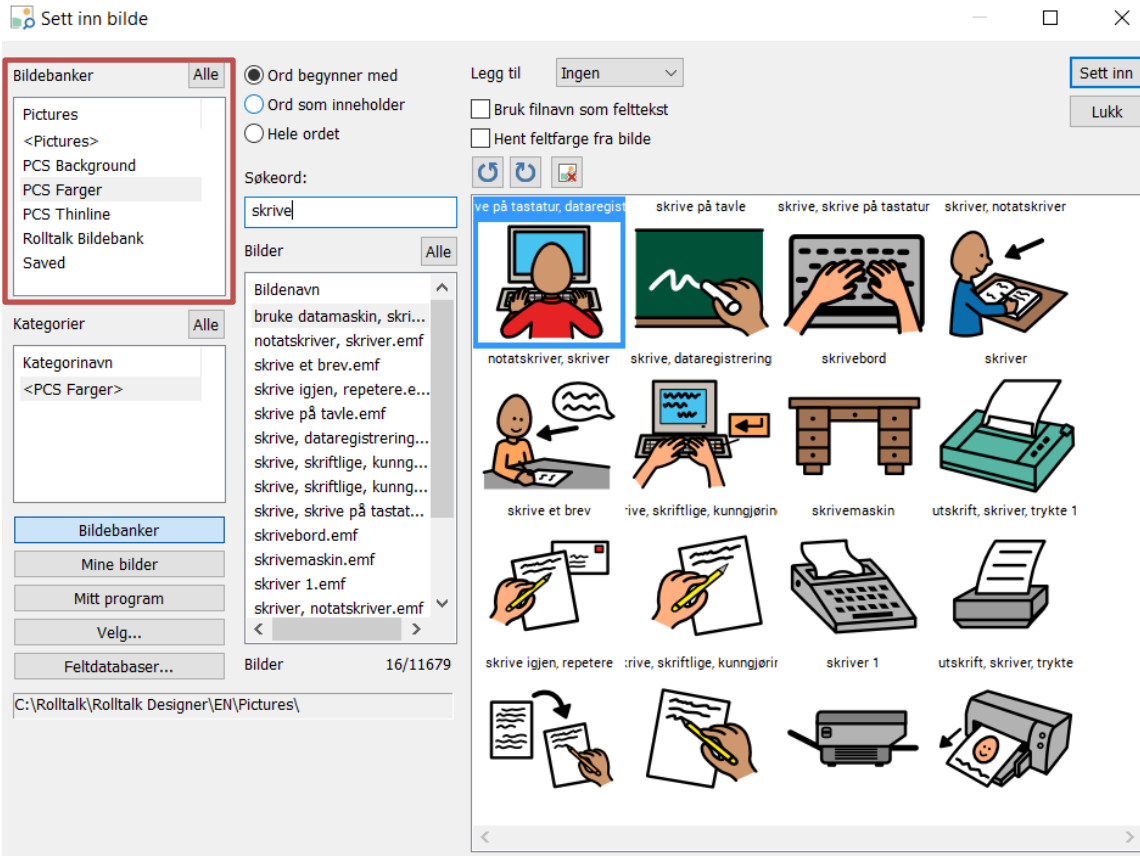 Sett inn bilde
Bildebanker
Alle
Pictures
<Pictures>
PCS Background
PCS Farger
PCS Thinline
Rolltalk Bildebank
Saved
Kategorier
Alle
Kategorinavn
<PCS Farger>
Bildebanker
Mine bilder
Mitt program
Velg...
Feltdatabaser...
C:\Rolltalk\Rolltalk Designer\EN\Pictures\
Ord begynner med
Ord som inneholder
Hele ordet
Søkeord:
skrive
Bilder
Alle
Bildenavn
bruke datamaskin, skri...
notatskriver, skriver.emf
skrive et brev.emf
skrive igjen, repetere.e...
skrive på tavle.emf
skrive, dataregistrering...
skrive, skriftlige, kunng...
skrive, skriftlige, kunng...
skrive, skrive på tastat...
skrivebord.emf
skrivemaskin.emf
skriver 1.emf
skriver, notatskriver.emf
Bilder 16/11679
Legg til Ingen
Bruk filnavn som felttekst
Hent feltfarge fra bilde
Sett inn
Lukk
ve på tastatur, dataregist skrive på tavle skrive, skrive på tastatur skriver, notatskriver
notatskriver, skriver skrive, dataregistrering skrivebord skriver
skrive et brev rive, skriftlige, kunngjørin skrivemaskin utskrift, skriver, trykte 1
skrive igjen, repetere rive, skriftlige, kunngjørir skriver 1 utskrift, skriver, trykte